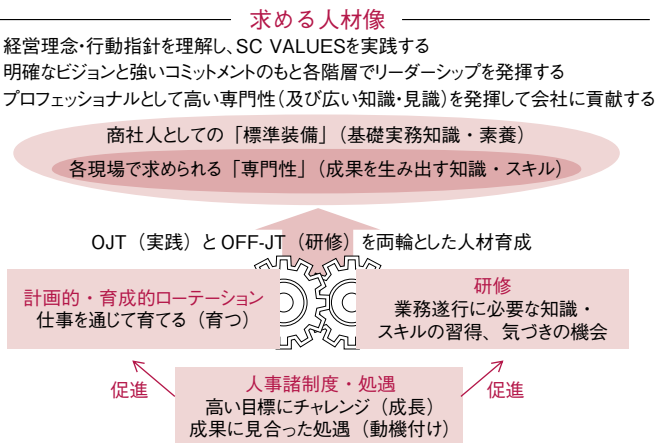 求める人材像
経営理念・行動指針を理解し、SC VALUESを実践する
明確なビジョンと強いコミットメントのもと各階層でリーダーシップを発揮する
プロフェッショナルとして高い専門性（及び広い知識・見識）を発揮して会社に貢献する
商社人としての「標準装備」（基礎実務知識・素養）
各現場で求められる「専門性」（成果を生み出す知識・スキル）
OJT（実践）とOFF-JT（研修）を両輪とした人材育成
計画的・育成的ローテーション
仕事を通じて育てる（育つ）
研修
業務遂行に必要な知識・
スキルの習得、気づきの機会
促進
人事諸制度・処遇
高い目標にチャレンジ（成長）
成果に見合った処遇（動機付け）
促進